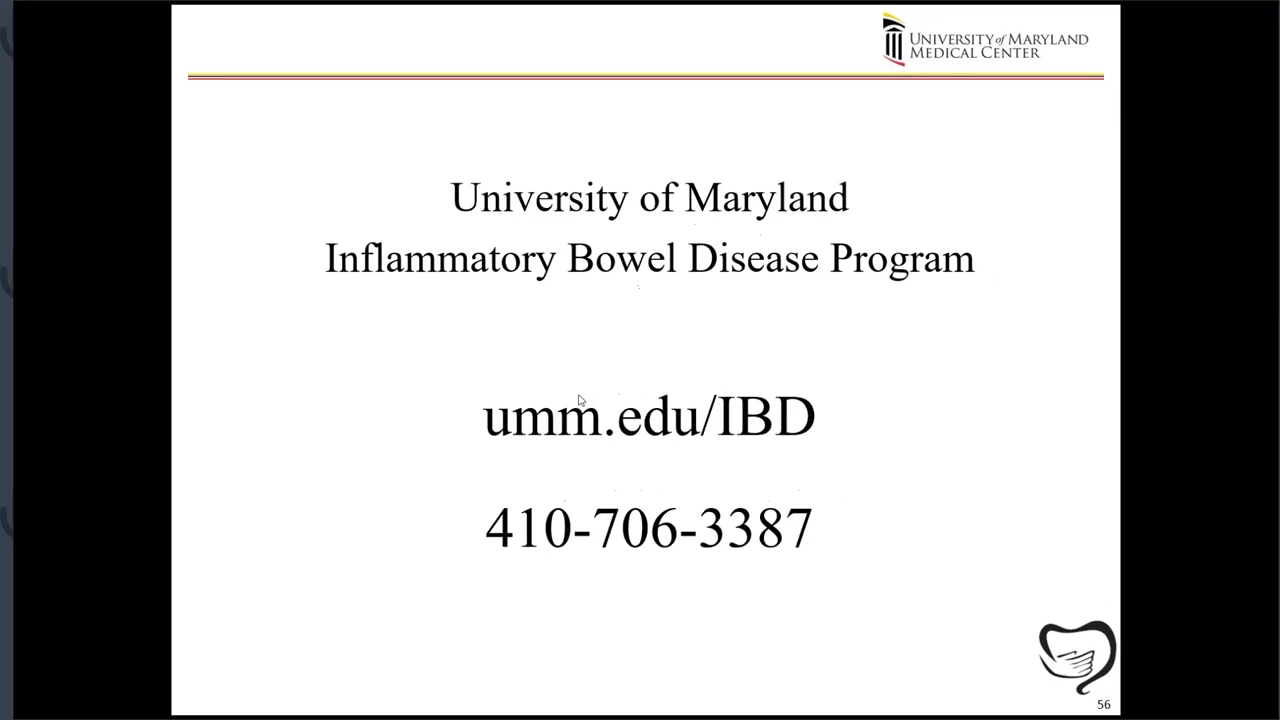 UNIVERSITY of MARYLAND
MEDICAL CENTER
University of Maryland
Inflammatory Bowel Disease Program
umm.edu/IBD
410-706-3387
56